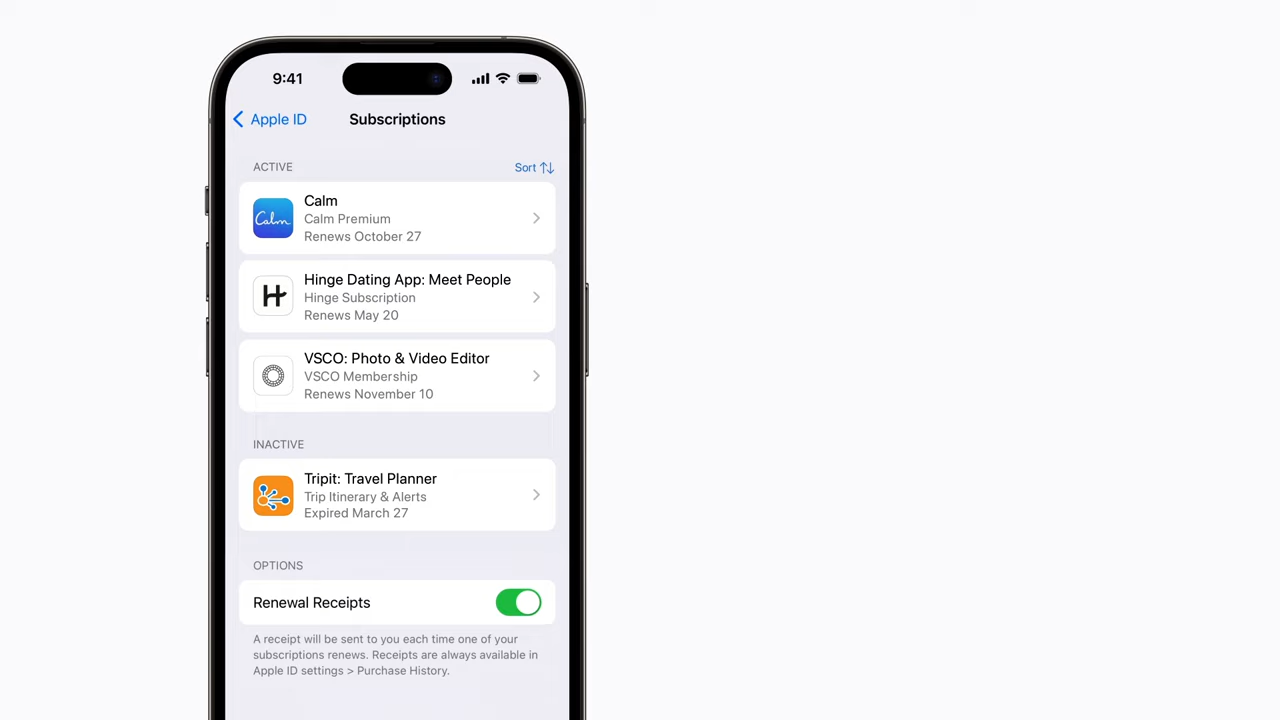 9:41
Apple ID
Subscriptions
ACTIVE
Sort
Calm
Calm
Calm Premium
Renews October 27
Hinge Dating App: Meet People
Hinge Subscription
Renews May 20
VSCO: Photo & Video Editor
VSCO Membership
Renews November 10
INACTIVE
Tripit: Travel Planner
Trip Itinerary & Alerts
Expired March 27
OPTIONS
Renewal Receipts
A receipt will be sent to you each time one of your
subscriptions renews. Receipts are always available in
Apple ID settings > Purchase History.